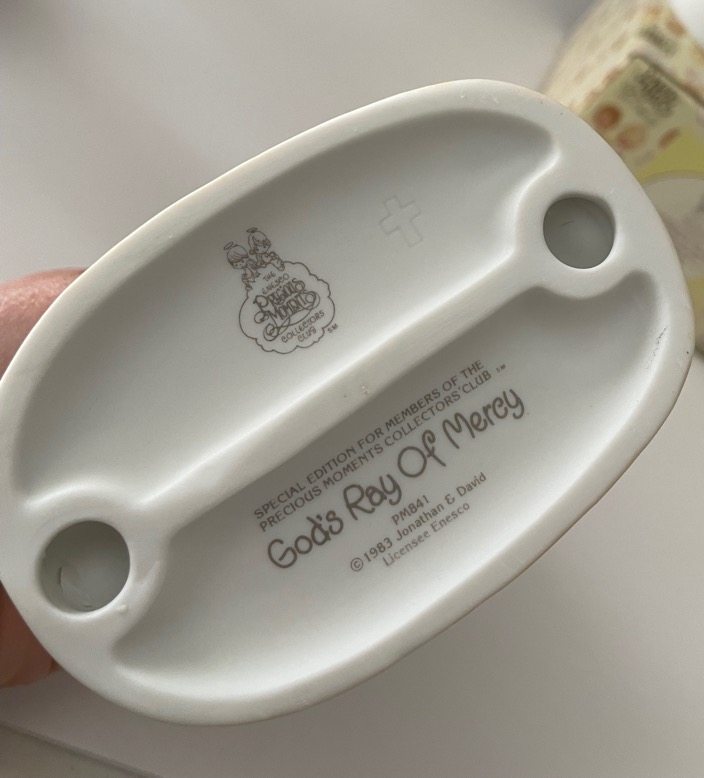 THE
ENESCO
PRECIOUS
MOMENTS
COLLECTORS
CLUB SM
SPECIAL EDITION FOR MEMBERS OF THE
PRECIOUS MOMENTS COLLECTORS' CLUB SM
God's Ray Of Mercy
PM841
©1983 Jonathan & David
Licensee Enesco